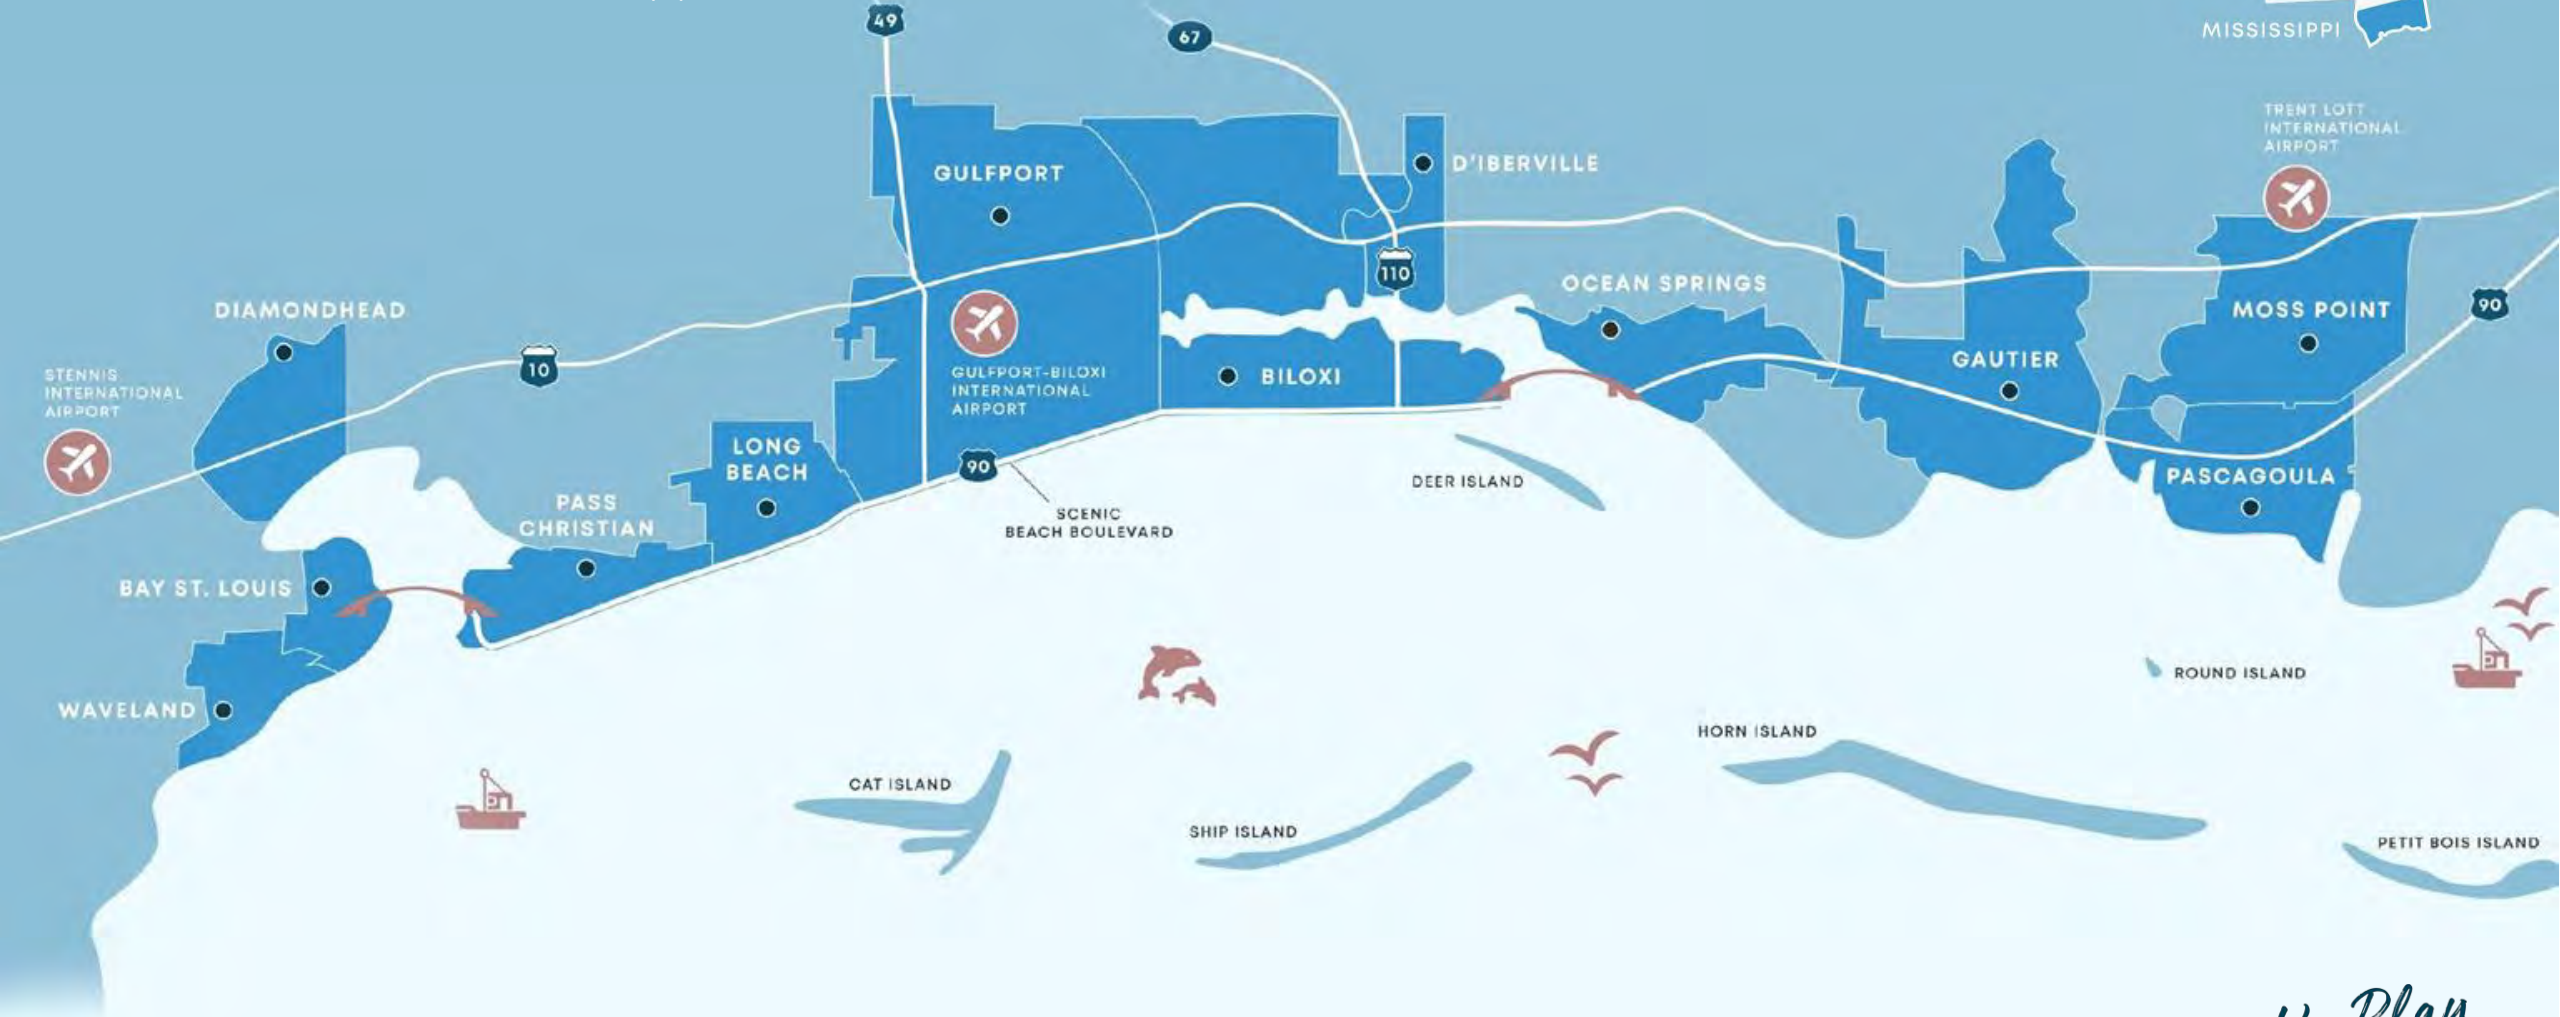 49
67
MISSISSIPPI
TRENT LOTT
INTERNATIONAL
AIRPORT
GULFPORT
D'IBERVILLE
110
OCEAN SPRINGS
DIAMONDHEAD
MOSS POINT
90
10
STENNIS
INTERNATIONAL
AIRPORT
GULFPORT-BILOXI
INTERNATIONAL
AIRPORT
BILOXI
GAUTIER
LONG
BEACH
90
DEER ISLAND
PASCAGOULA
PASS
CHRISTIAN
SCENIC
BEACH BOULEVARD
BAY ST. LOUIS
WAVELAND
ROUND ISLAND
HORN ISLAND
CAT ISLAND
SHIP ISLAND
PETIT BOIS ISLAND
Play